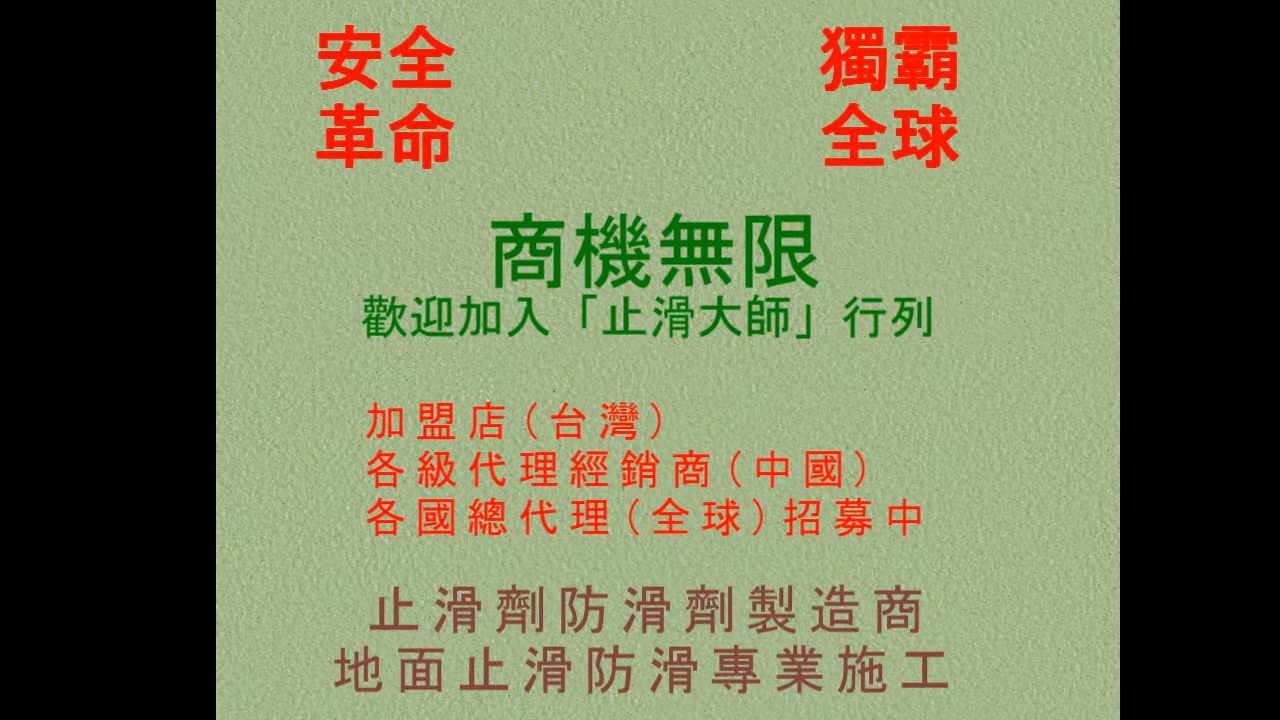 安全 獨霸
革命 全球
商機無限
歡迎加入「止滑大師」行列
加盟店(台灣)
各級代理經銷商(中國)
各國總代理(全球)招募中
止滑劑防滑劑製造商
地面止滑防滑專業施工